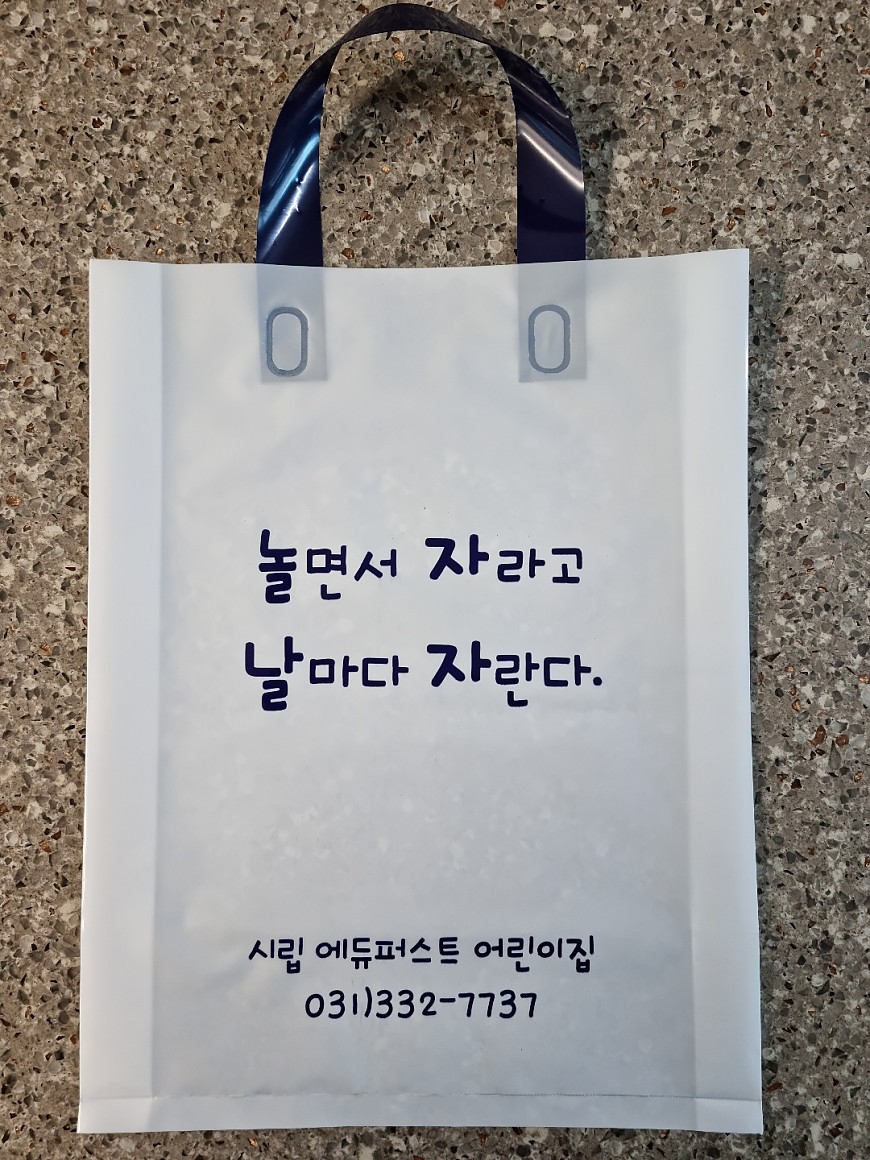 놀면서 자라고
날마다 자란다.
시립 에듀퍼스트 어린이집
031)332-7737